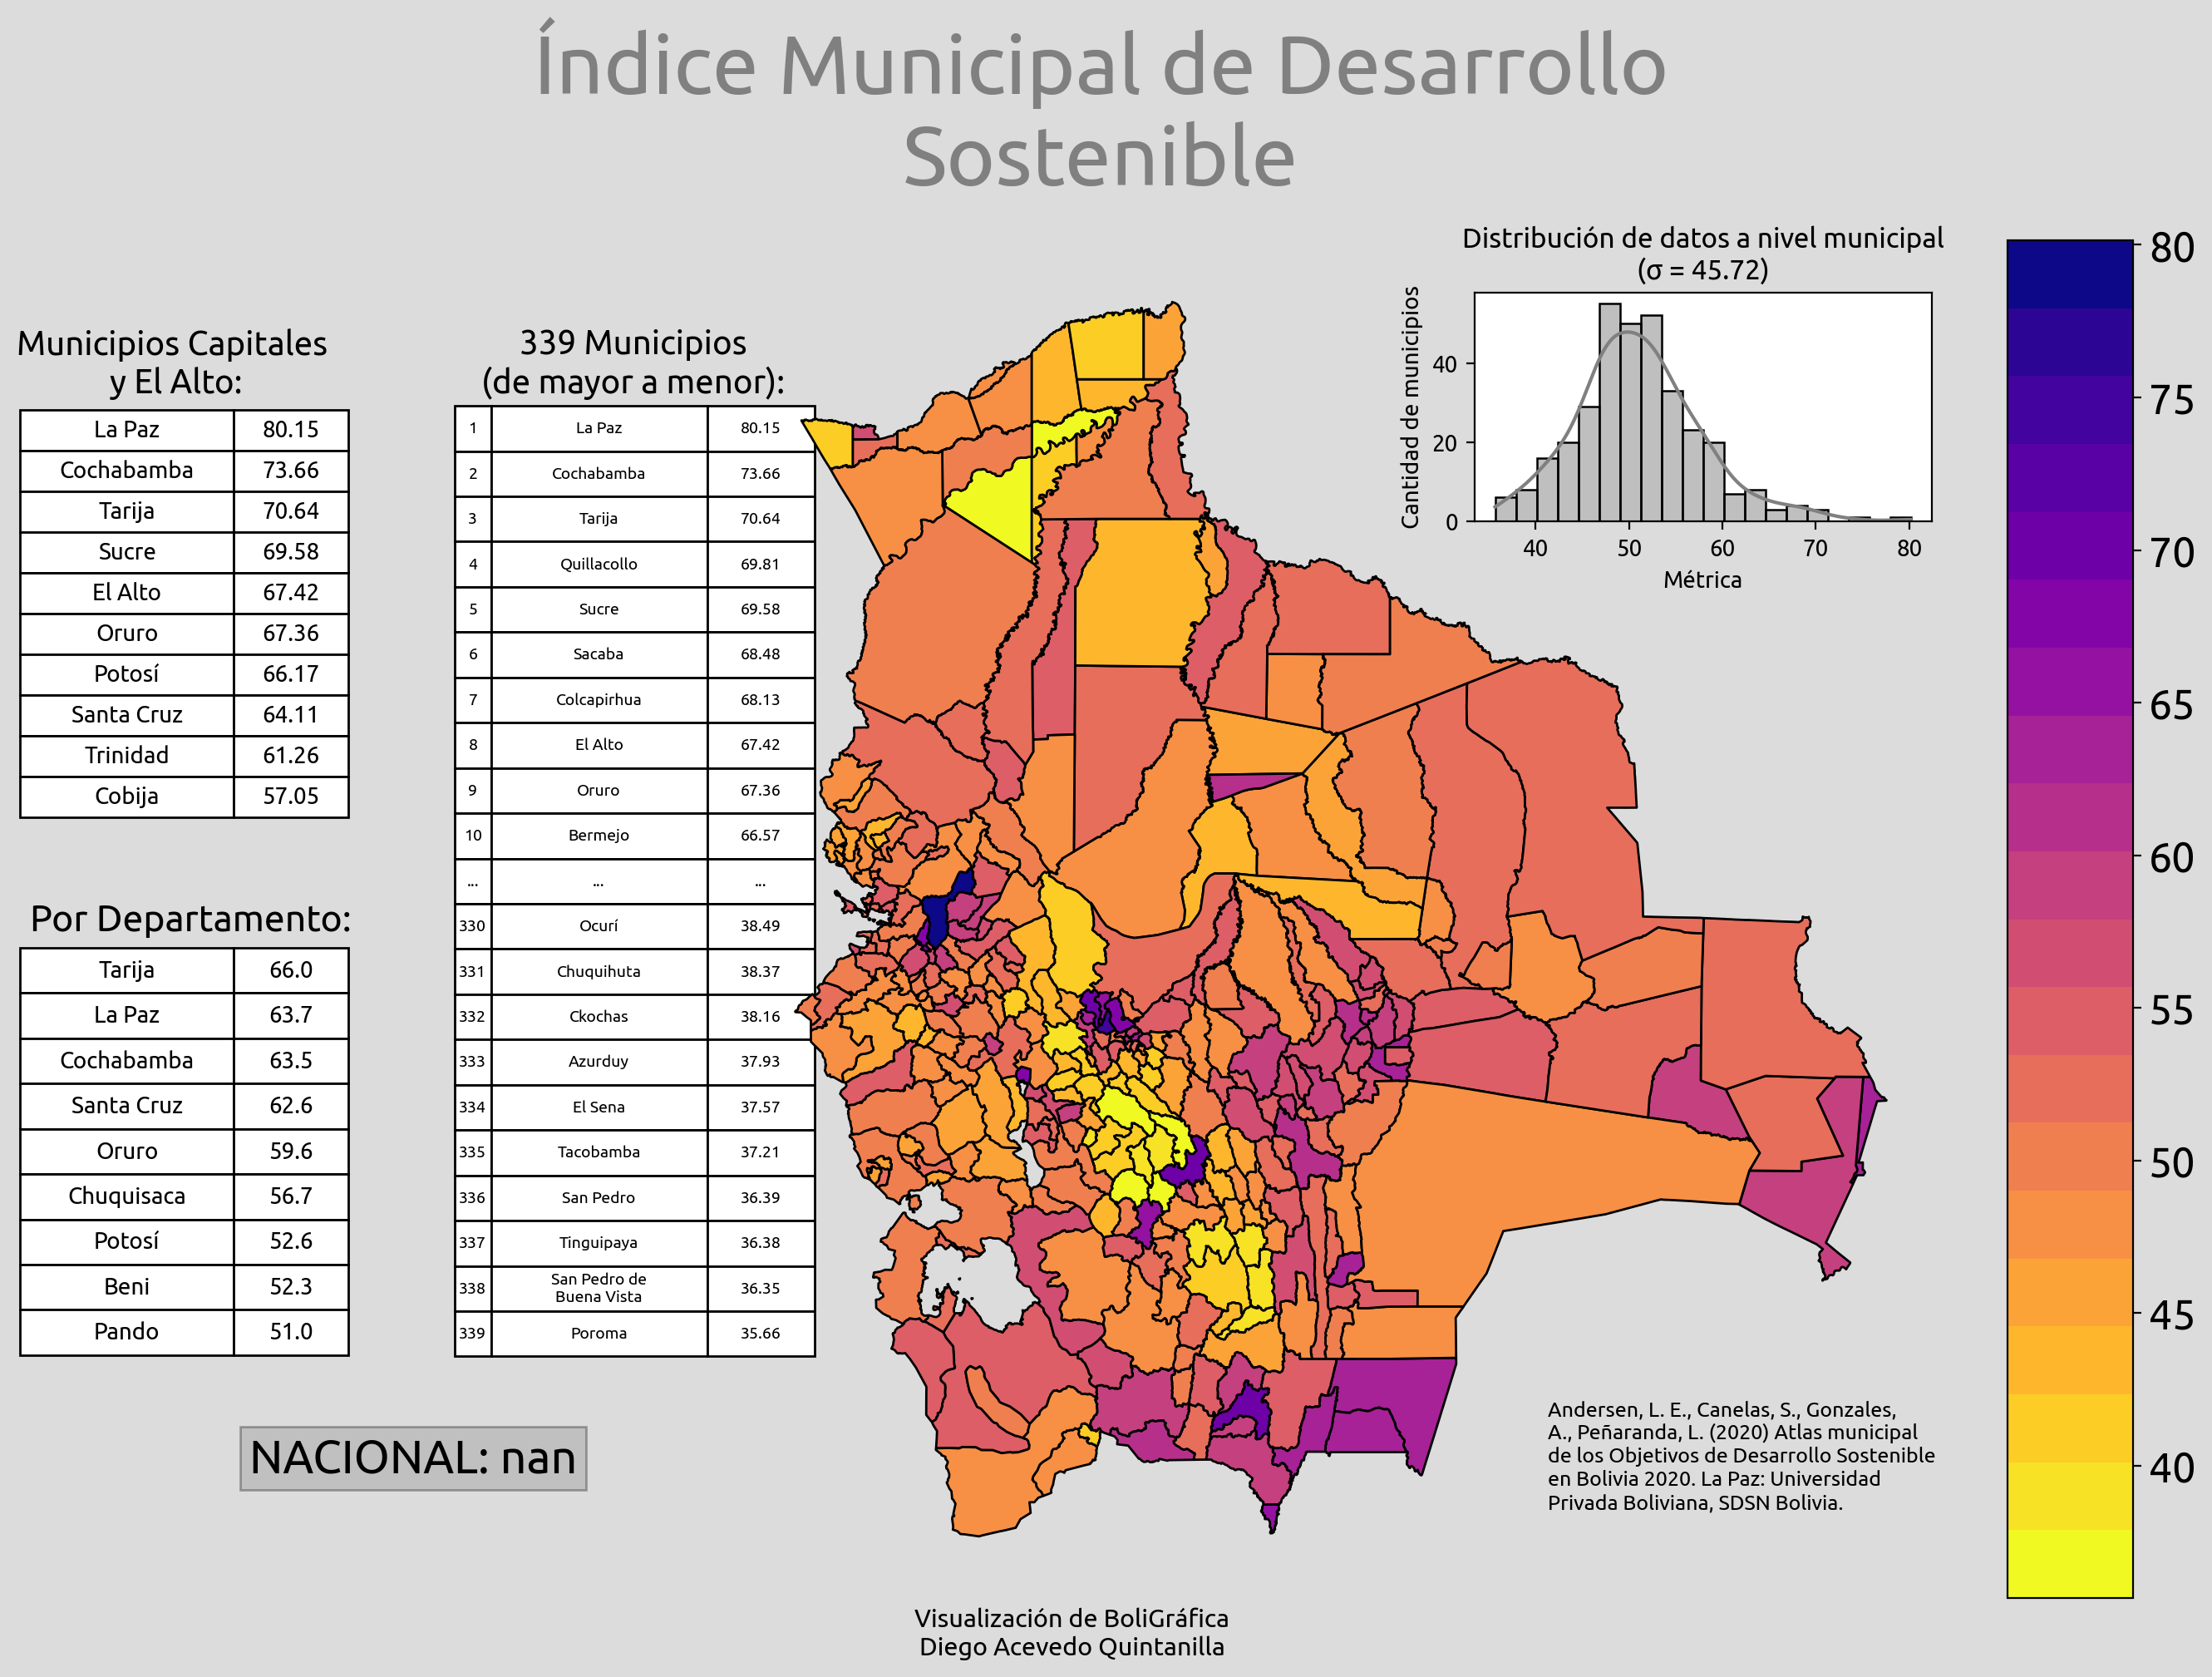 Índice Municipal de Desarrollo
Sostenible
Municipios Capitales
y El Alto:
La Paz 80.15
Cochabamba 73.66
Tarija 70.64
Sucre 69.58
El Alto 67.42
Oruro 67.36
Potosí 66.17
Santa Cruz 64.11
Trinidad 61.26
Cobija 57.05
Por Departamento:
Tarija 66.0
La Paz 63.7
Cochabamba 63.5
Santa Cruz 62.6
Oruro 59.6
Chuquisaca 56.7
Potosí 52.6
Beni 52.3
Pando 51.0
NACIONAL: nan
339 Municipios
(de mayor a menor):
1 La Paz 80.15
2 Cochabamba 73.66
3 Tarija 70.64
4 Quillacollo 69.81
5 Sucre 69.58
6 Sacaba 68.48
7 Colcapirhua 68.13
8 El Alto 67.42
9 Oruro 67.36
10 Bermejo 66.57
... ... ...
330 Ocurí 38.49
331 Chuquihuta 38.37
332 Ckochas 38.16
333 Azurduy 37.93
334 El Sena 37.57
335 Tacobamba 37.21
336 San Pedro 36.39
337 Tinguipaya 36.38
338 San Pedro de
Buena Vista 36.35
339 Poroma 35.66
Distribución de datos a nivel municipal
(σ = 45.72)
Cantidad de municipios
40
20
0
40 50 60 70 80
Métrica
80
75
70
65
60
55
50
45
40
Andersen, L. E., Canelas, S., Gonzales,
A., Peñaranda, L. (2020) Atlas municipal
de los Objetivos de Desarrollo Sostenible
en Bolivia 2020. La Paz: Universidad
Privada Boliviana, SDSN Bolivia.
Visualización de BoliGráfica
Diego Acevedo Quintanilla